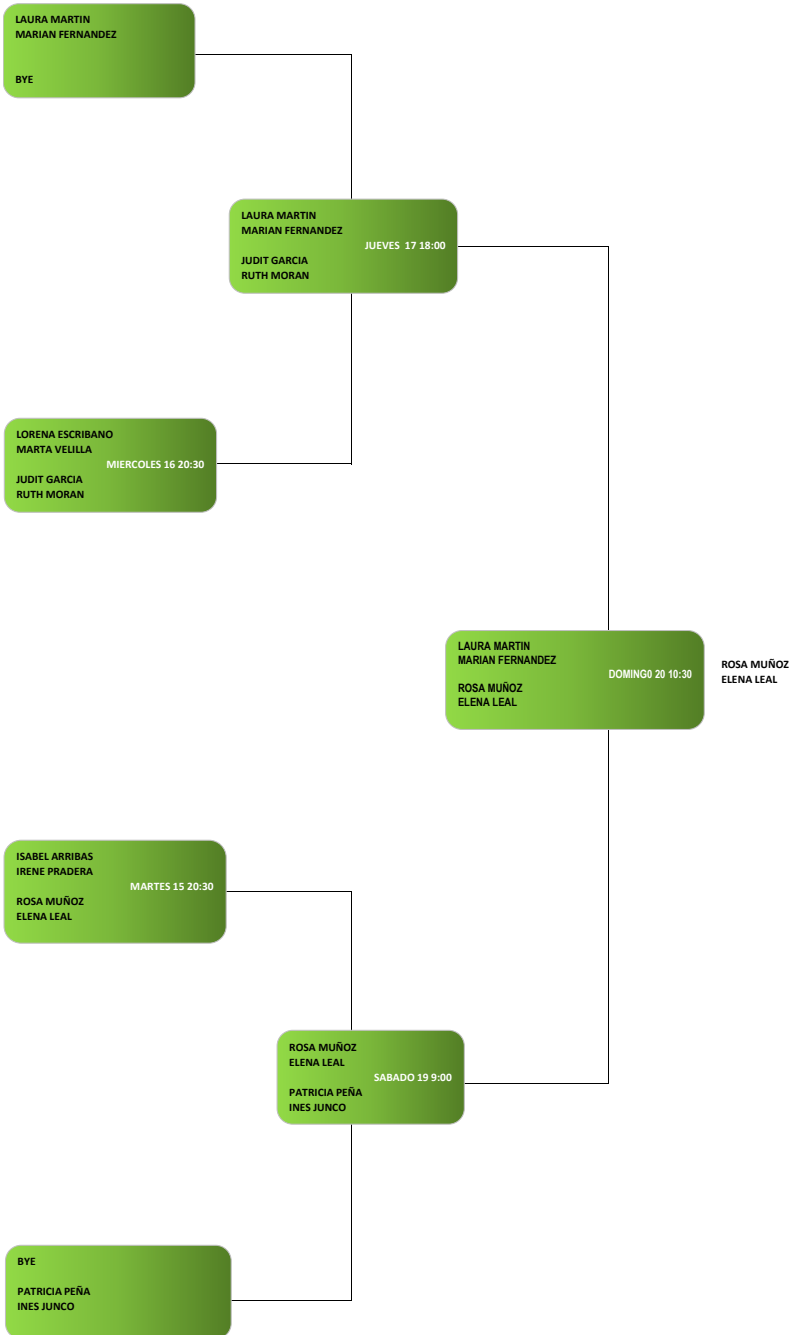 LAURA MARTIN
MARIAN FERNANDEZ
BYE
LAURA MARTIN
MARIAN FERNANDEZ
JUEVES 17 18:00
JUDIT GARCIA
RUTH MORAN
LORENA ESCRIBANO
MARTA VELILLA
MIERCOLES 16 20:30
JUDIT GARCIA
RUTH MORAN
LAURA MARTIN
MARIAN FERNANDEZ
DOMING0 20 10:30
ROSA MUÑOZ
ELENA LEAL
ROSA MUÑOZ
ELENA LEAL
ISABEL ARRIBAS
IRENE PRADERA
MARTES 15 20:30
ROSA MUÑOZ
ELENA LEAL
ROSA MUÑOZ
ELENA LEAL
SABADO 19 9:00
PATRICIA PEÑA
INES JUNCO
BYE
PATRICIA PEÑA
INES JUNCO